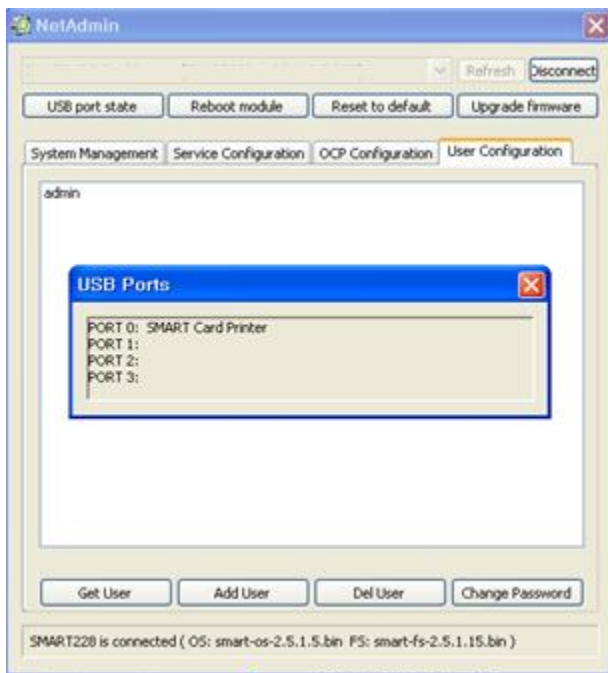 NetAdmin
Refresh Disconnect
USB port state Reboot module Reset to default Upgrade firmware
System Management Service Configuration OCP Configuration User Configuration
admin
USB Ports
PORT 0: SMART Card Printer
PORT 1:
PORT 2:
PORT 3:
Get User Add User Del User Change Password
SMART228 is connected ( OS: smart-os-2.5.1.5.bin FS: smart-fs-2.5.1.15.bin )